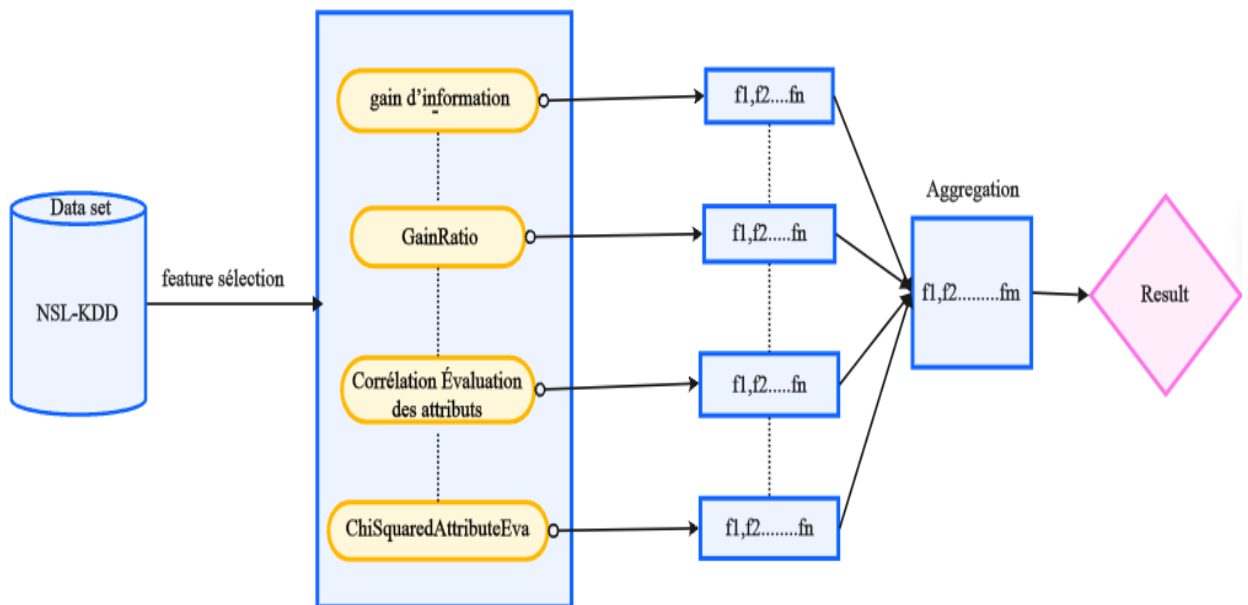 Data set
NSL-KDD
feature sélection
gain d'information
GainRatio
Corrélation Évaluation
des attributs
ChiSquaredAttributeEva
f1,f2....fn
f1,f2.....fn
f1,f2.....fn
f1,f2........fn
Aggregation
f1,f2.........fm
Result